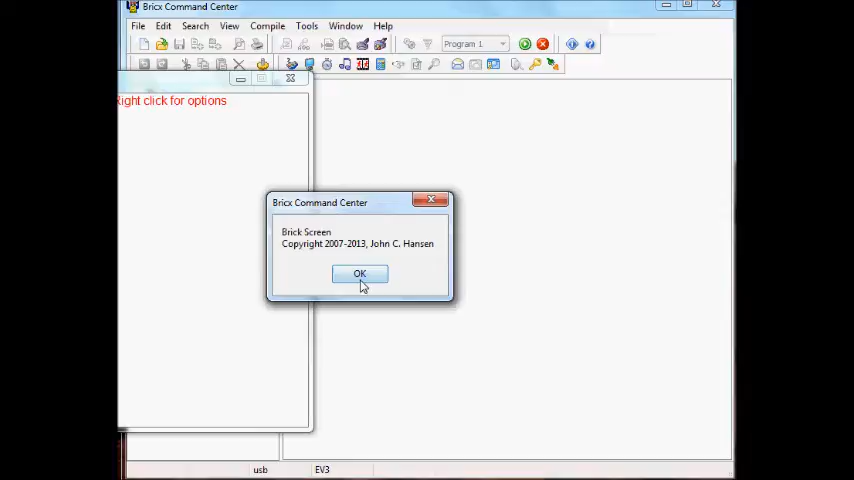 Bricx Command Center
File Edit Search View Compile Tools Window Help
Program 1
Right click for options
Bricx Command Center
Brick Screen
Copyright 2007-2013, John C. Hansen
OK
usb EV3